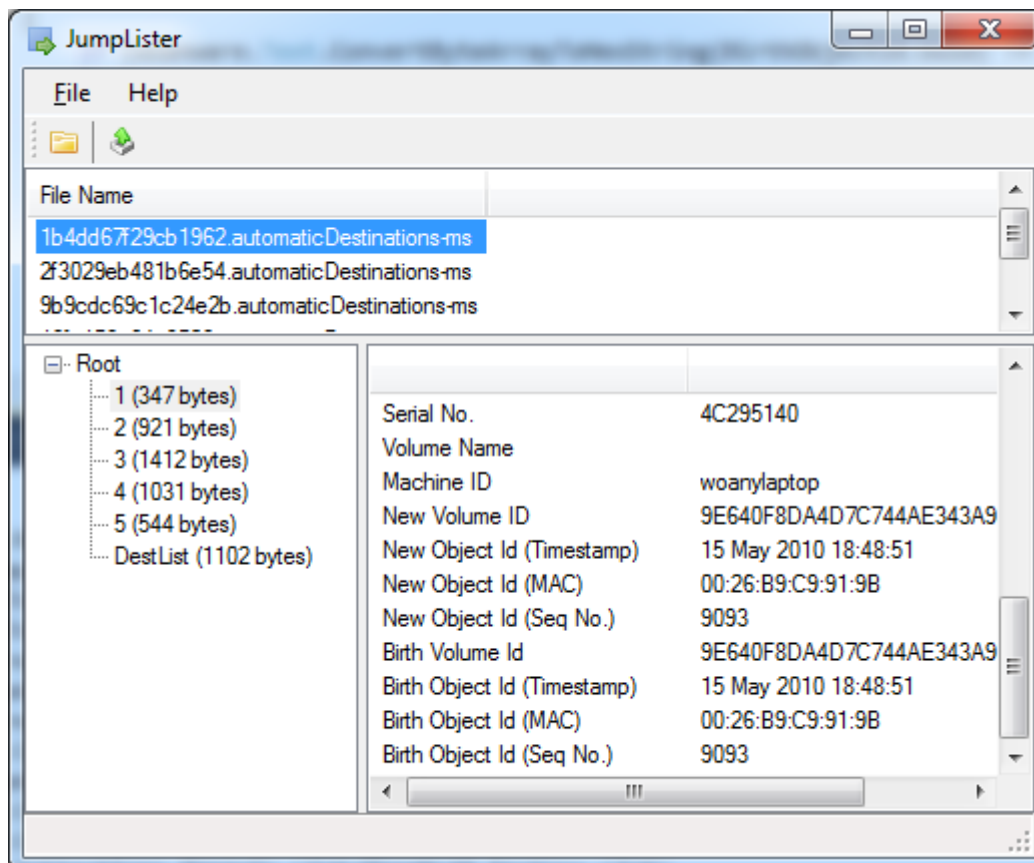 JumpLister
File Help
File Name
1b4dd67f29cb1962.automaticDestinations-ms
2f3029eb481b6e54.automaticDestinations-ms
9b9cdc69c1c24e2b.automaticDestinations-ms
Root
1 (347 bytes)
2 (921 bytes)
3 (1412 bytes)
4 (1031 bytes)
5 (544 bytes)
DestList (1102 bytes)
Serial No. 4C295140
Volume Name
Machine ID woanylaptop
New Volume ID 9E640F8DA4D7C744AE343A9
New Object Id (Timestamp) 15 May 2010 18:48:51
New Object Id (MAC) 00:26:B9:C9:91:9B
New Object Id (Seq No.) 9093
Birth Volume Id 9E640F8DA4D7C744AE343A9
Birth Object Id (Timestamp) 15 May 2010 18:48:51
Birth Object Id (MAC) 00:26:B9:C9:91:9B
Birth Object Id (Seq No.) 9093